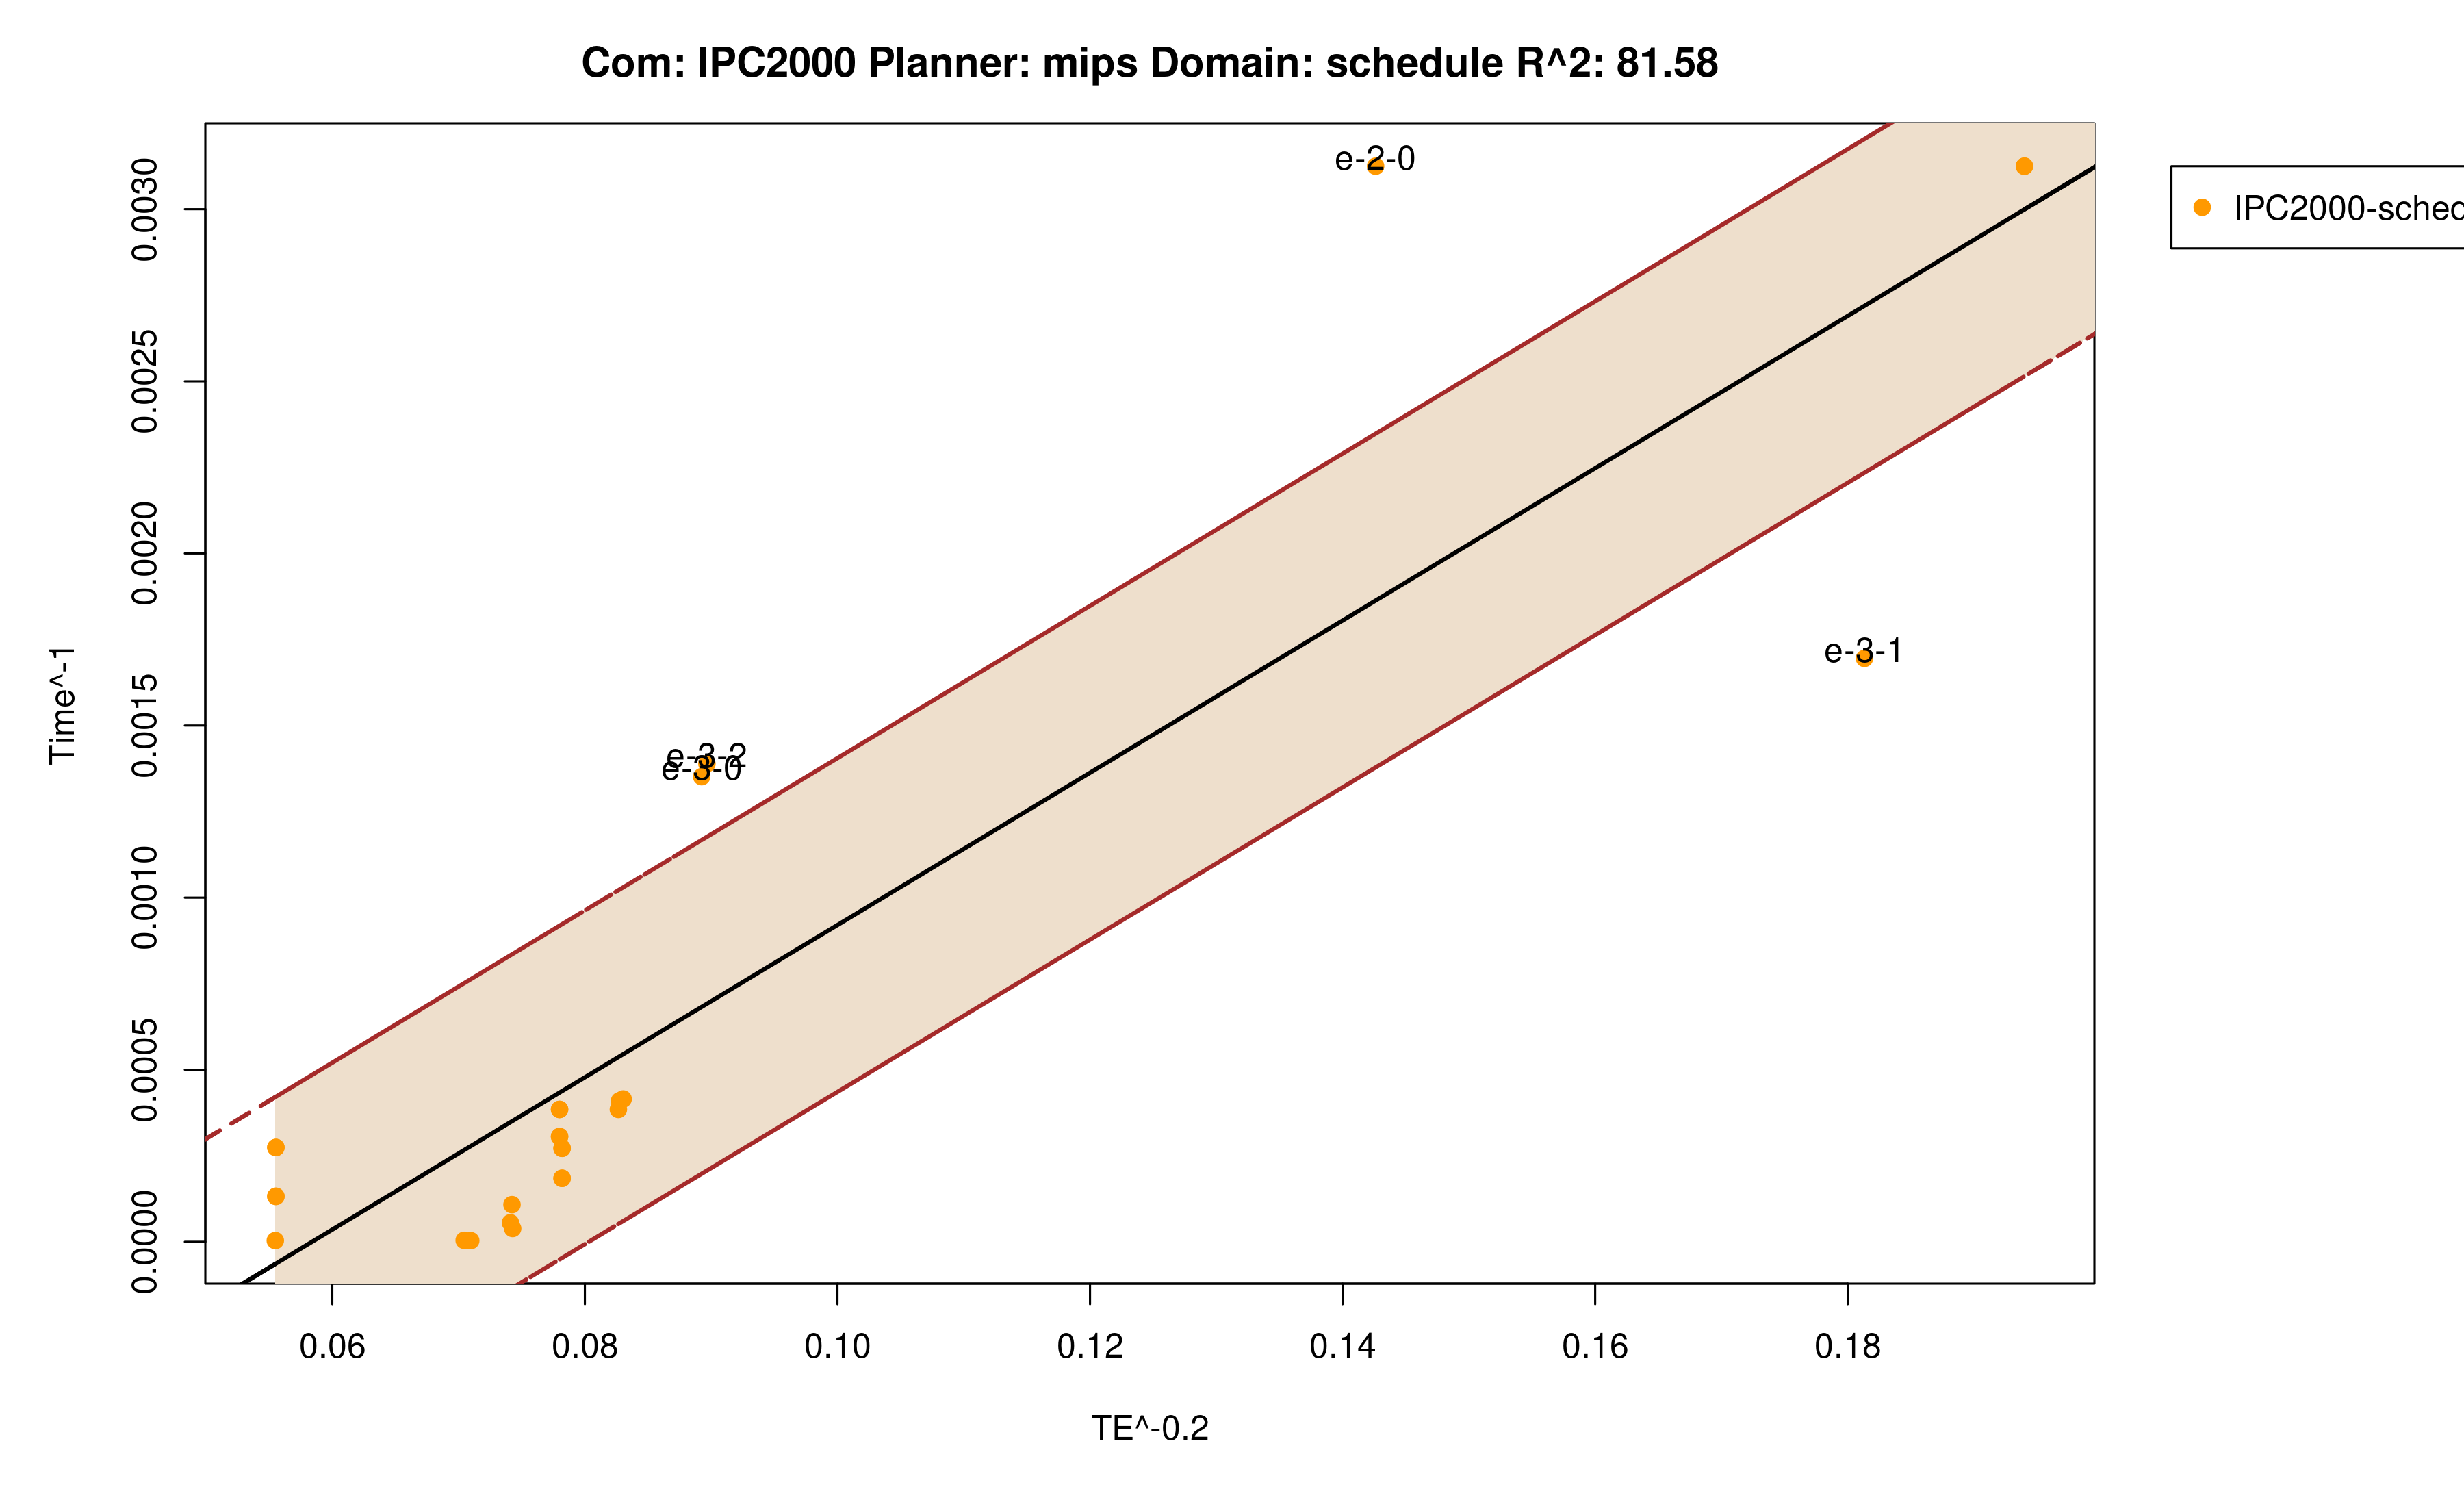 Com: IPC2000 Planner: mips Domain: schedule R^2: 81.58
e-2-0
IPC2000-sched
e-3-1
e-3-2
e-3-0
Time^-1
0.0030
0.0025
0.0020
0.0015
0.0010
0.0005
0.0000
0.06 0.08 0.10 0.12 0.14 0.16 0.18
TE^-0.2